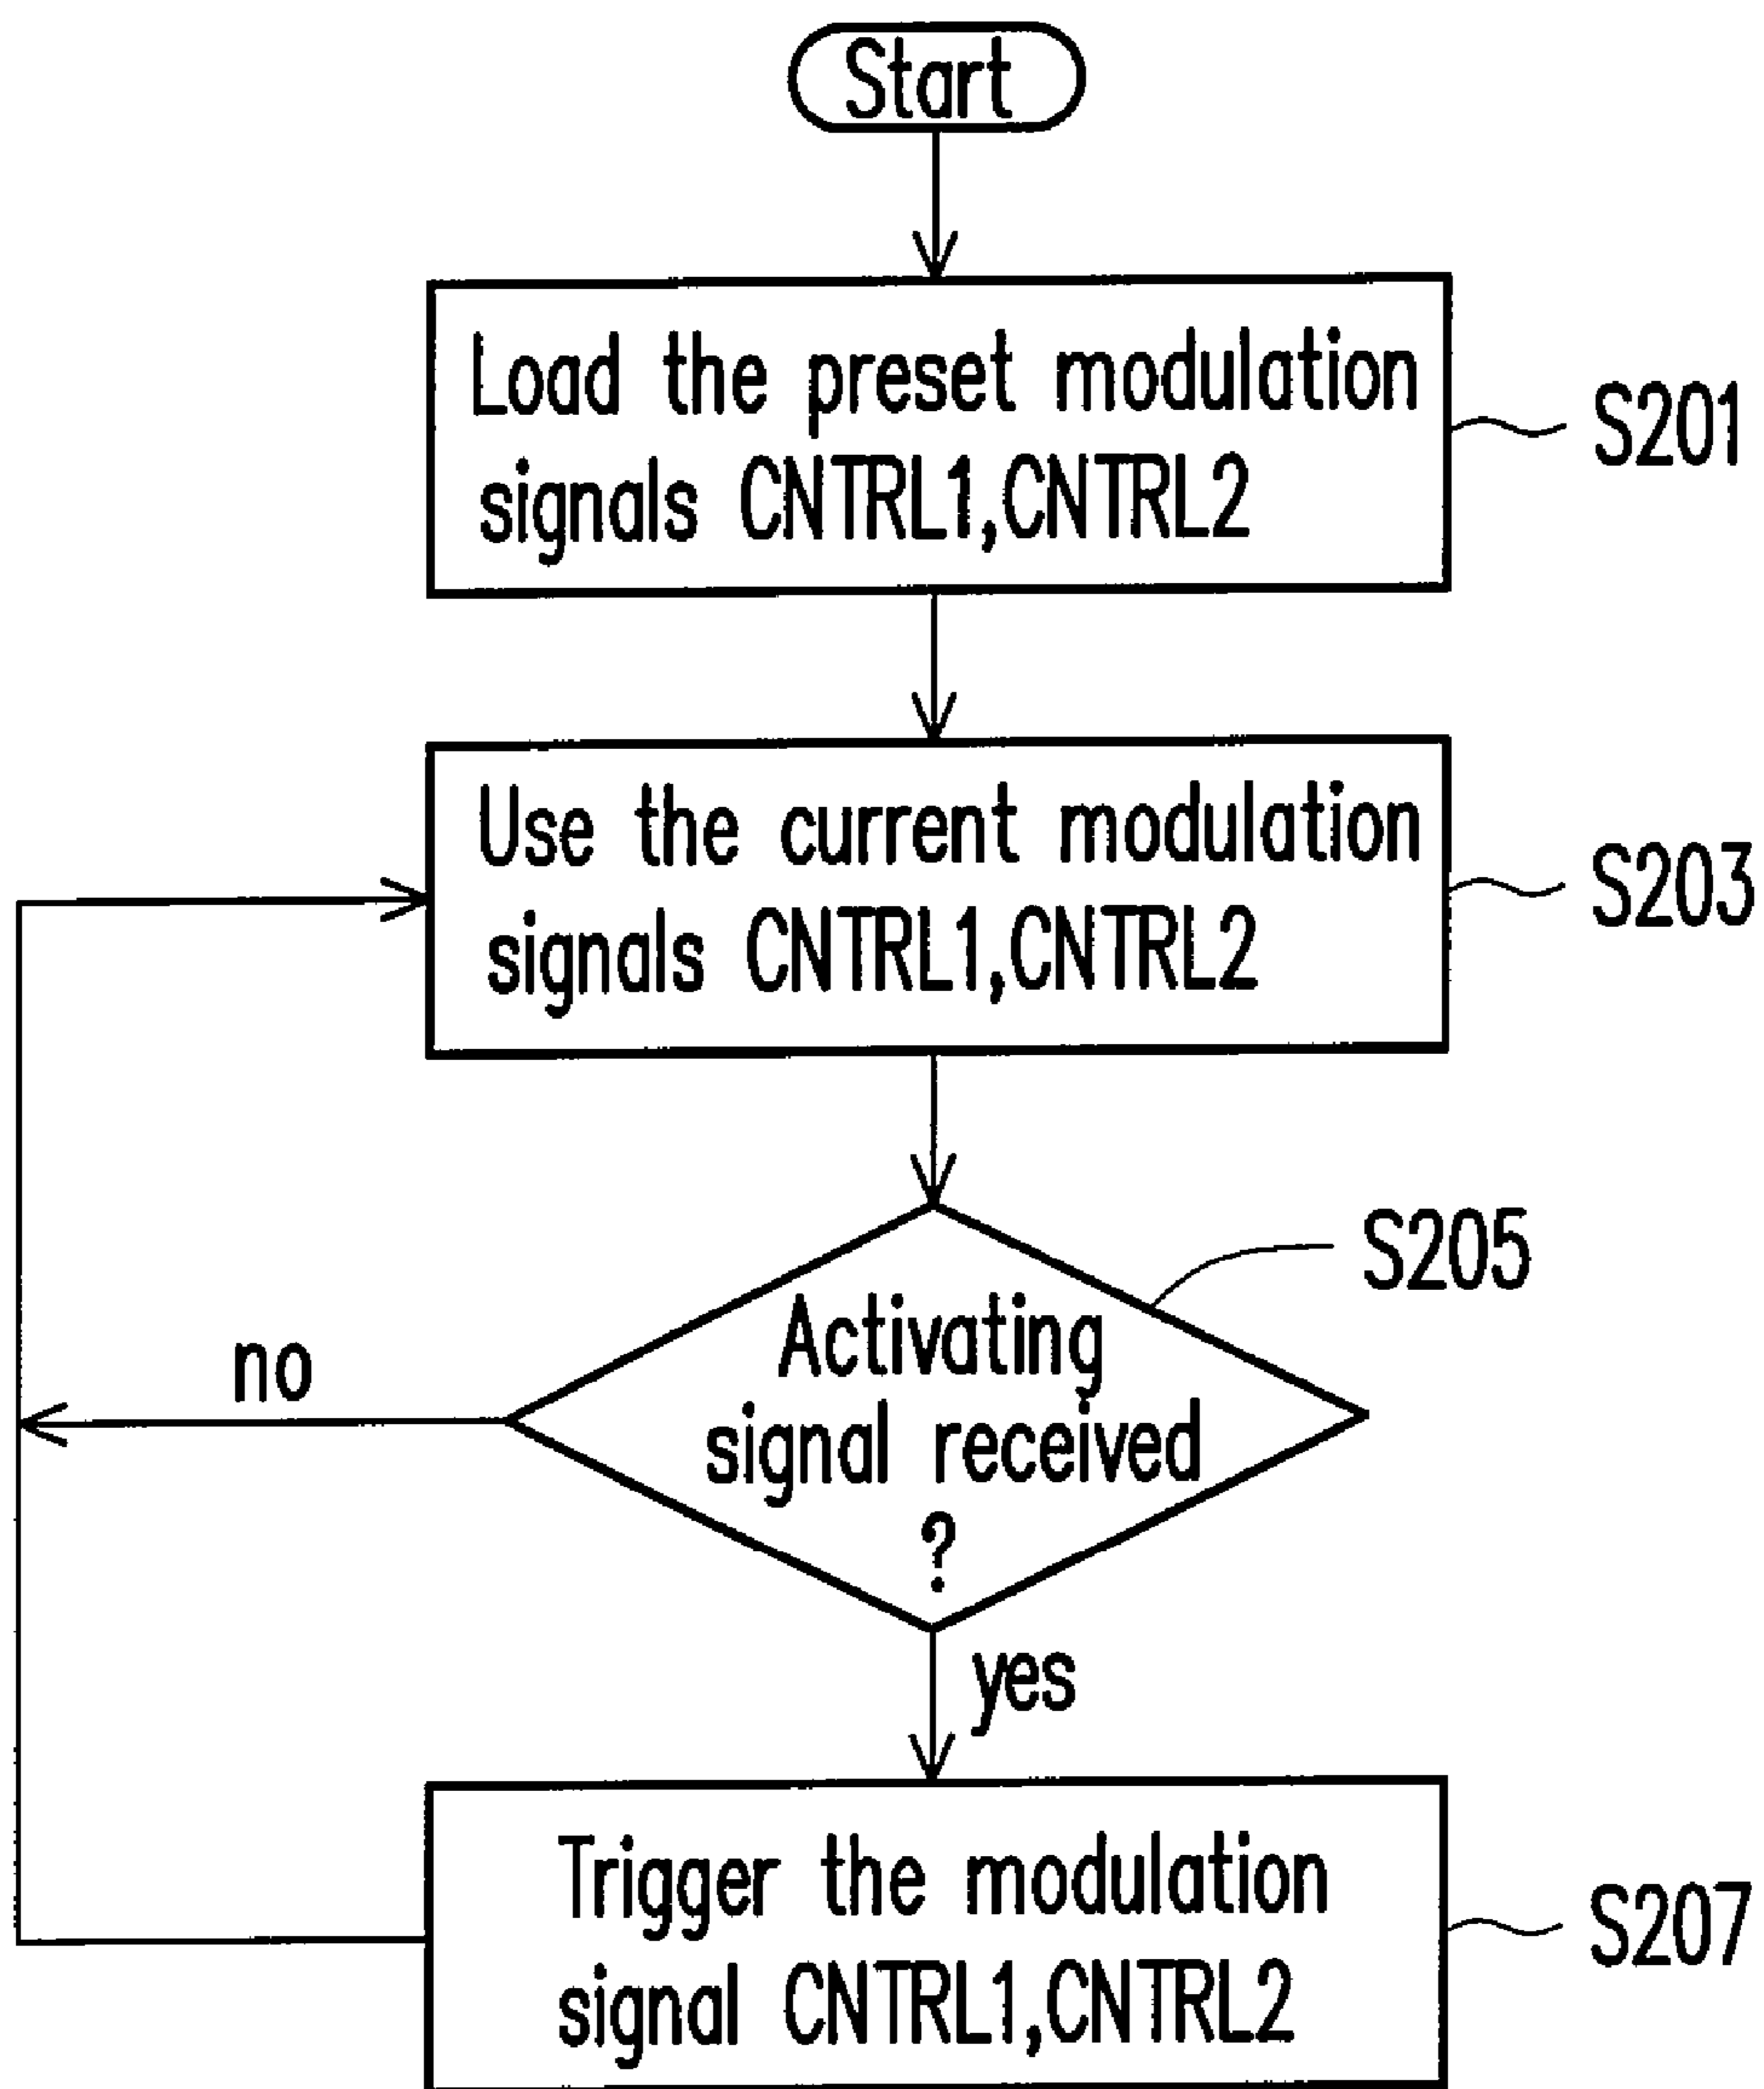 Start
Load the preset modulation
signals CNTRL1,CNTRL2
S201
Use the current modulation
signals CNTRL1,CNTRL2
S203
S205
Activating
signal received
?
no
yes
Trigger the modulation
signal CNTRL1,CNTRL2
S207